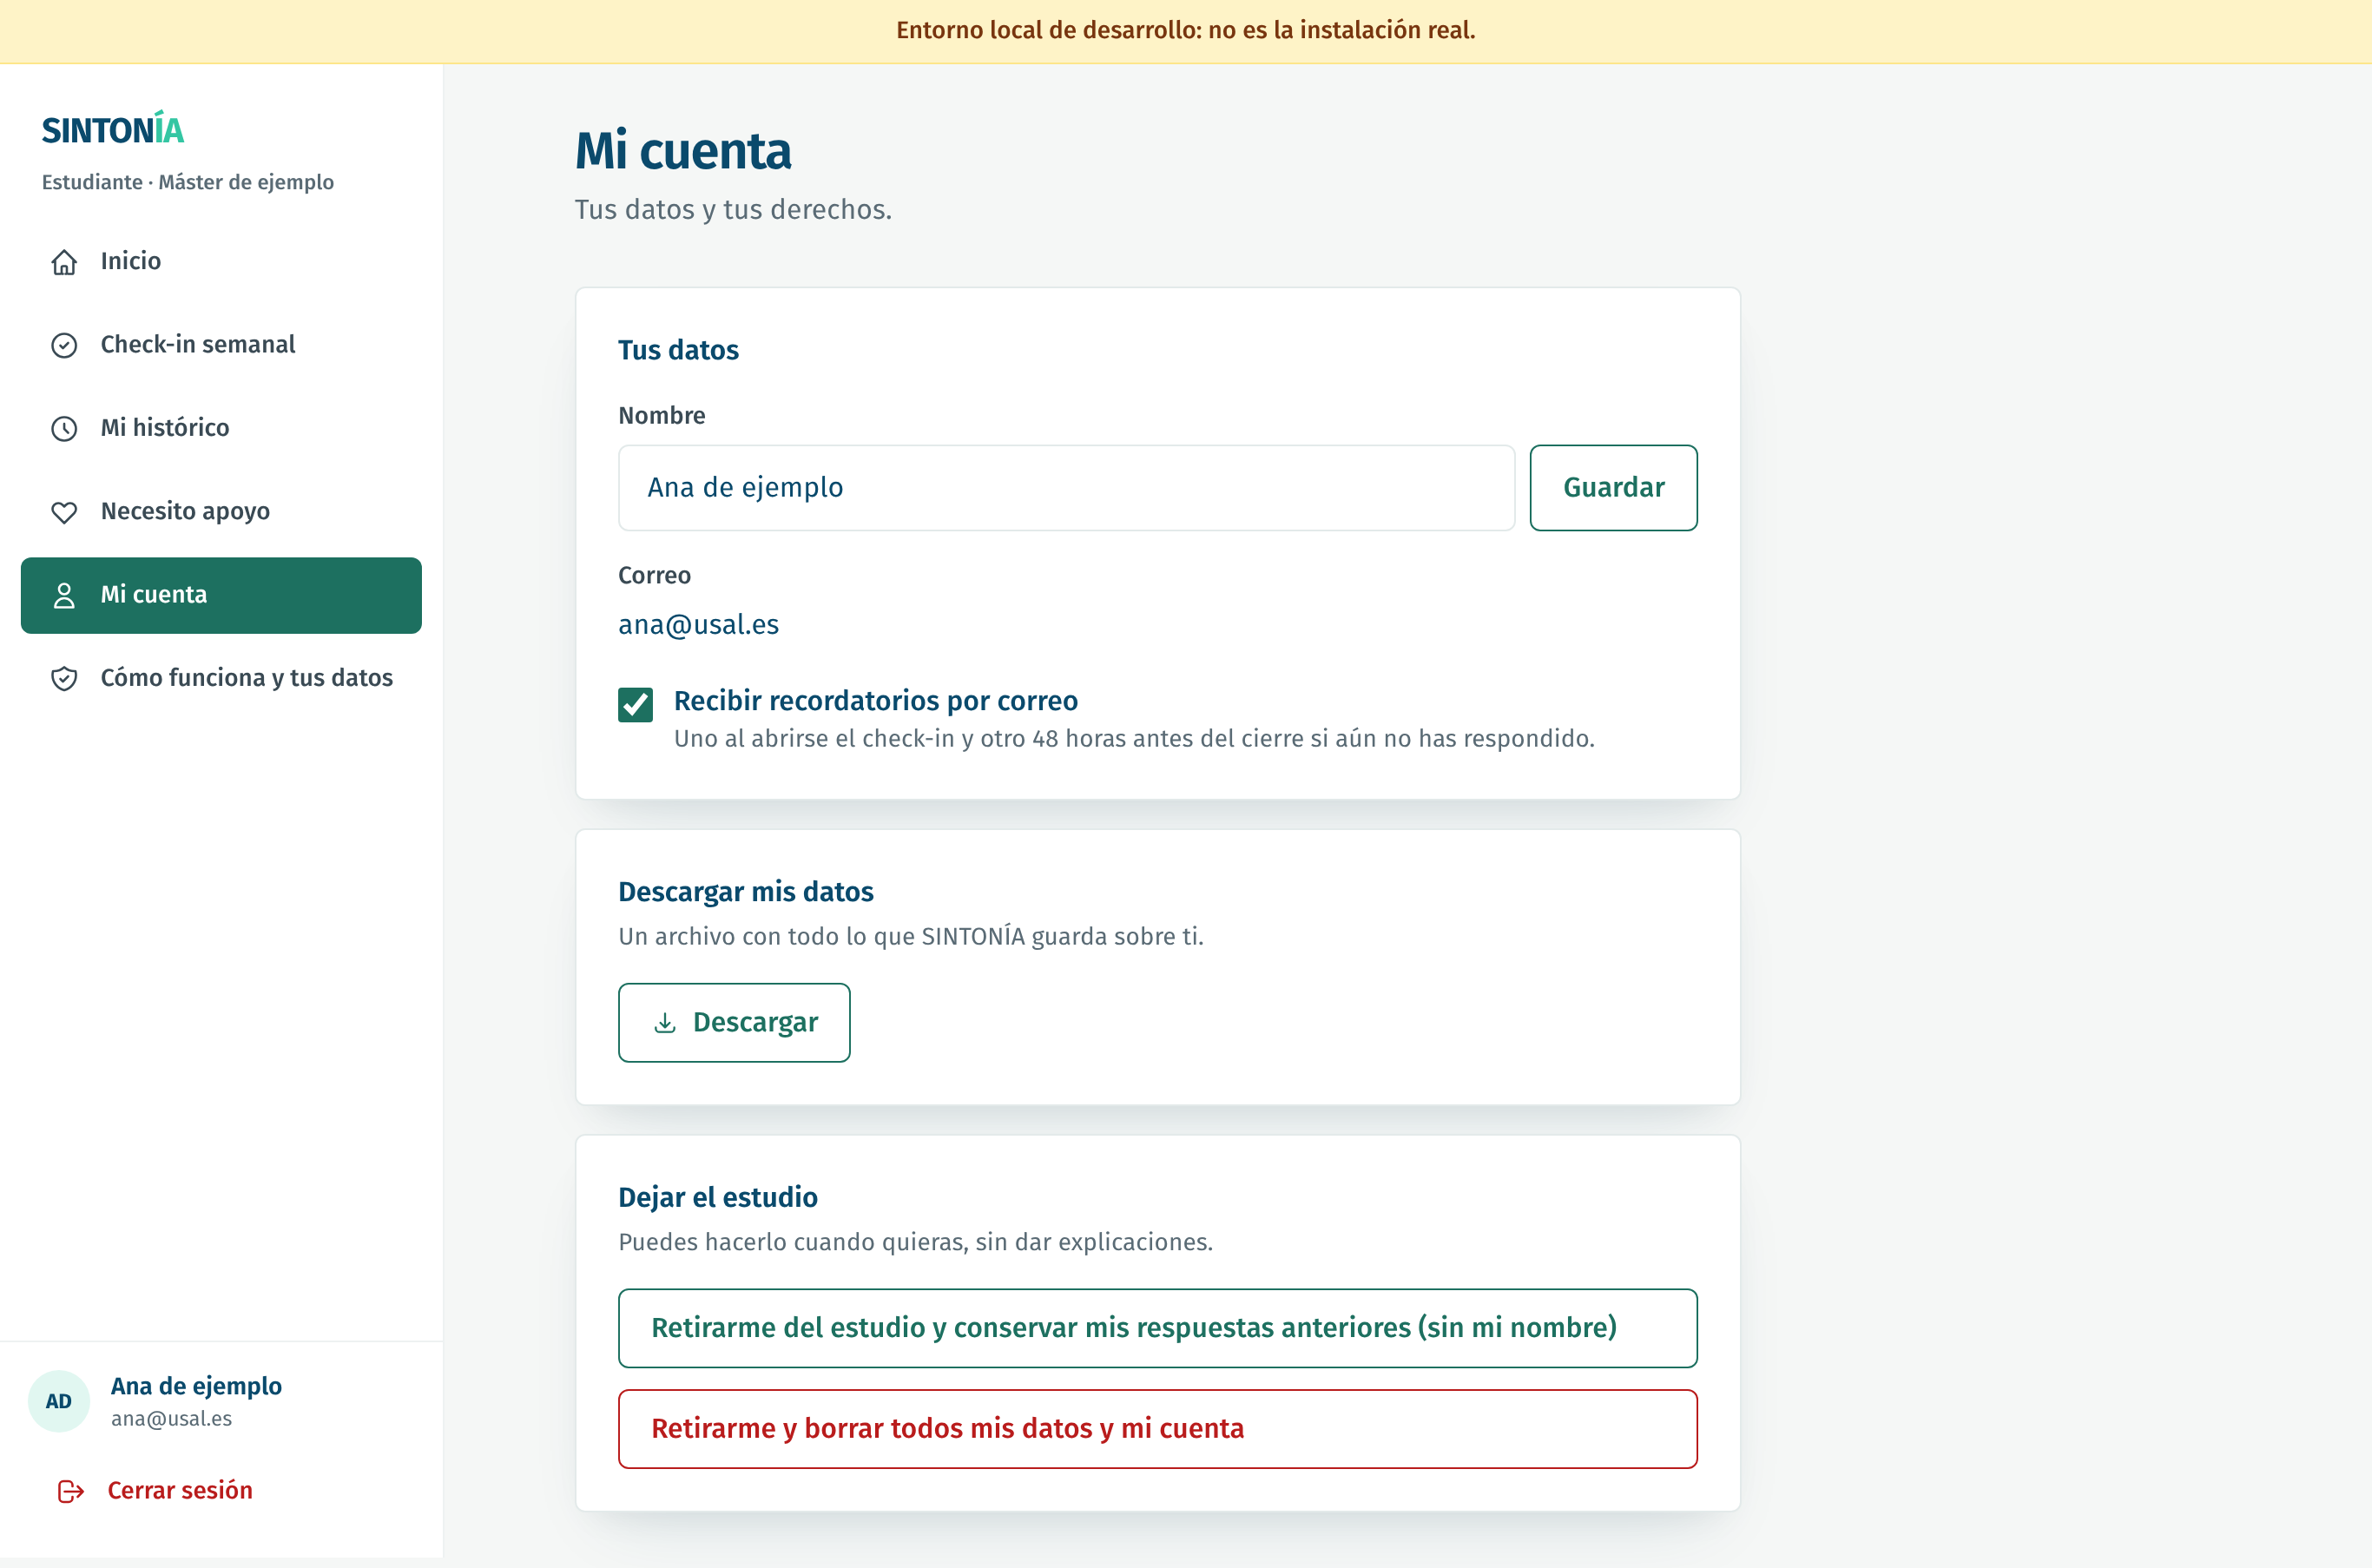 Entorno local de desarrollo: no es la instalación real.
SINTONÍA
Estudiante · Máster de ejemplo
Inicio
Check-in semanal
Mi histórico
Necesito apoyo
Mi cuenta
Cómo funciona y tus datos
AD
Ana de ejemplo
ana@usal.es
Cerrar sesión
Mi cuenta
Tus datos y tus derechos.
Tus datos
Nombre
Ana de ejemplo
Guardar
Correo
ana@usal.es
Recibir recordatorios por correo
Uno al abrirse el check-in y otro 48 horas antes del cierre si aún no has respondido.
Descargar mis datos
Un archivo con todo lo que SINTONÍA guarda sobre ti.
Descargar
Dejar el estudio
Puedes hacerlo cuando quieras, sin dar explicaciones.
Retirarme del estudio y conservar mis respuestas anteriores (sin mi nombre)
Retirarme y borrar todos mis datos y mi cuenta